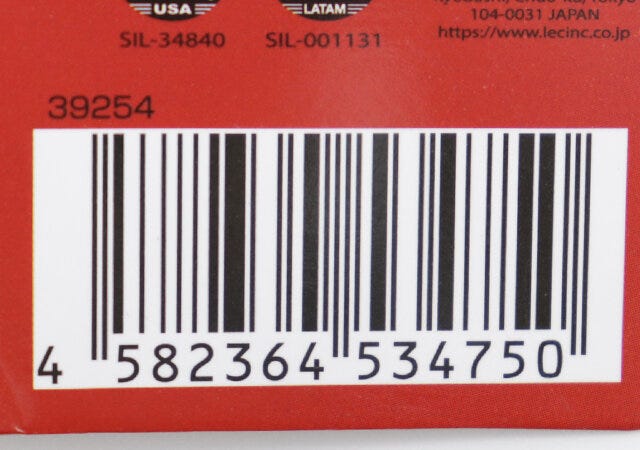 USA
LATAM
SIL-34840
SIL-001131
104-0031 JAPAN
https://www.lecinc.co.jp
39254
4 582364 534750